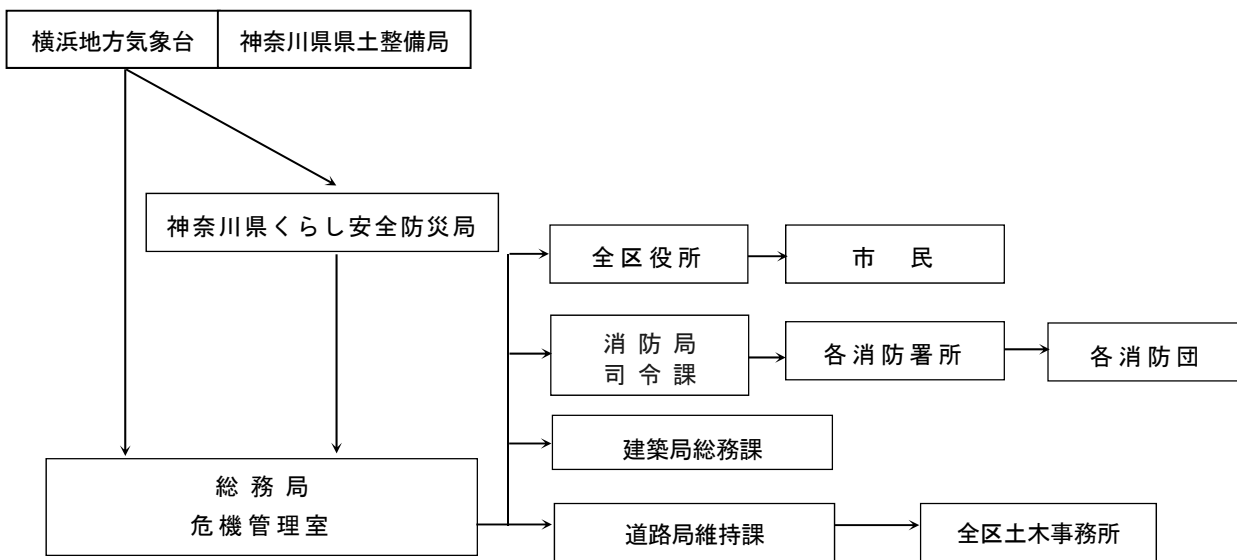 横浜地方気象台
神奈川県県土整備局
神奈川県くらし安全防災局
全区役所
市　民
消防局
司令課
各消防署所
各消防団
建築局総務課
総務局
危機管理室
道路局維持課
全区土木事務所